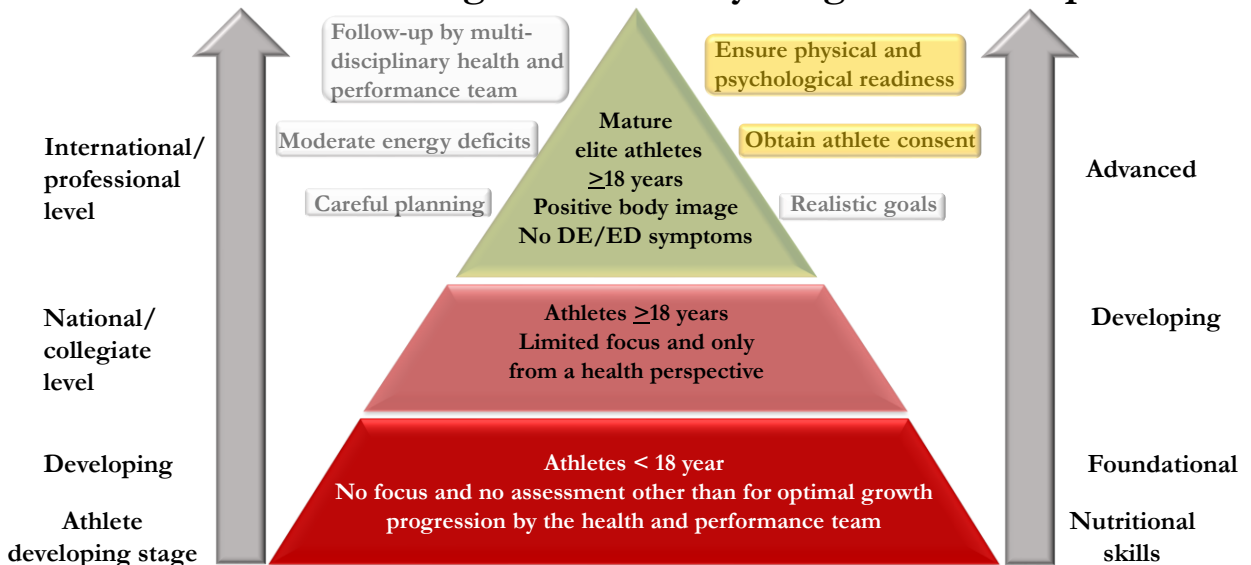 Follow-up by multi-
disciplinary health and
performance team
Ensure physical and
psychological readiness
Moderate energy deficits
Obtain athlete consent
Careful planning
Realistic goals
International/
professional
level
Mature
elite athletes
≥18 years
Positive body image
No DE/ED symptoms
Advanced
National/
collegiate
level
Athletes ≥18 years
Limited focus and only
from a health perspective
Developing
Developing
Athletes < 18 year
No focus and no assessment other than for optimal growth
progression by the health and performance team
Foundational
Athlete
developing stage
Nutritional
skills